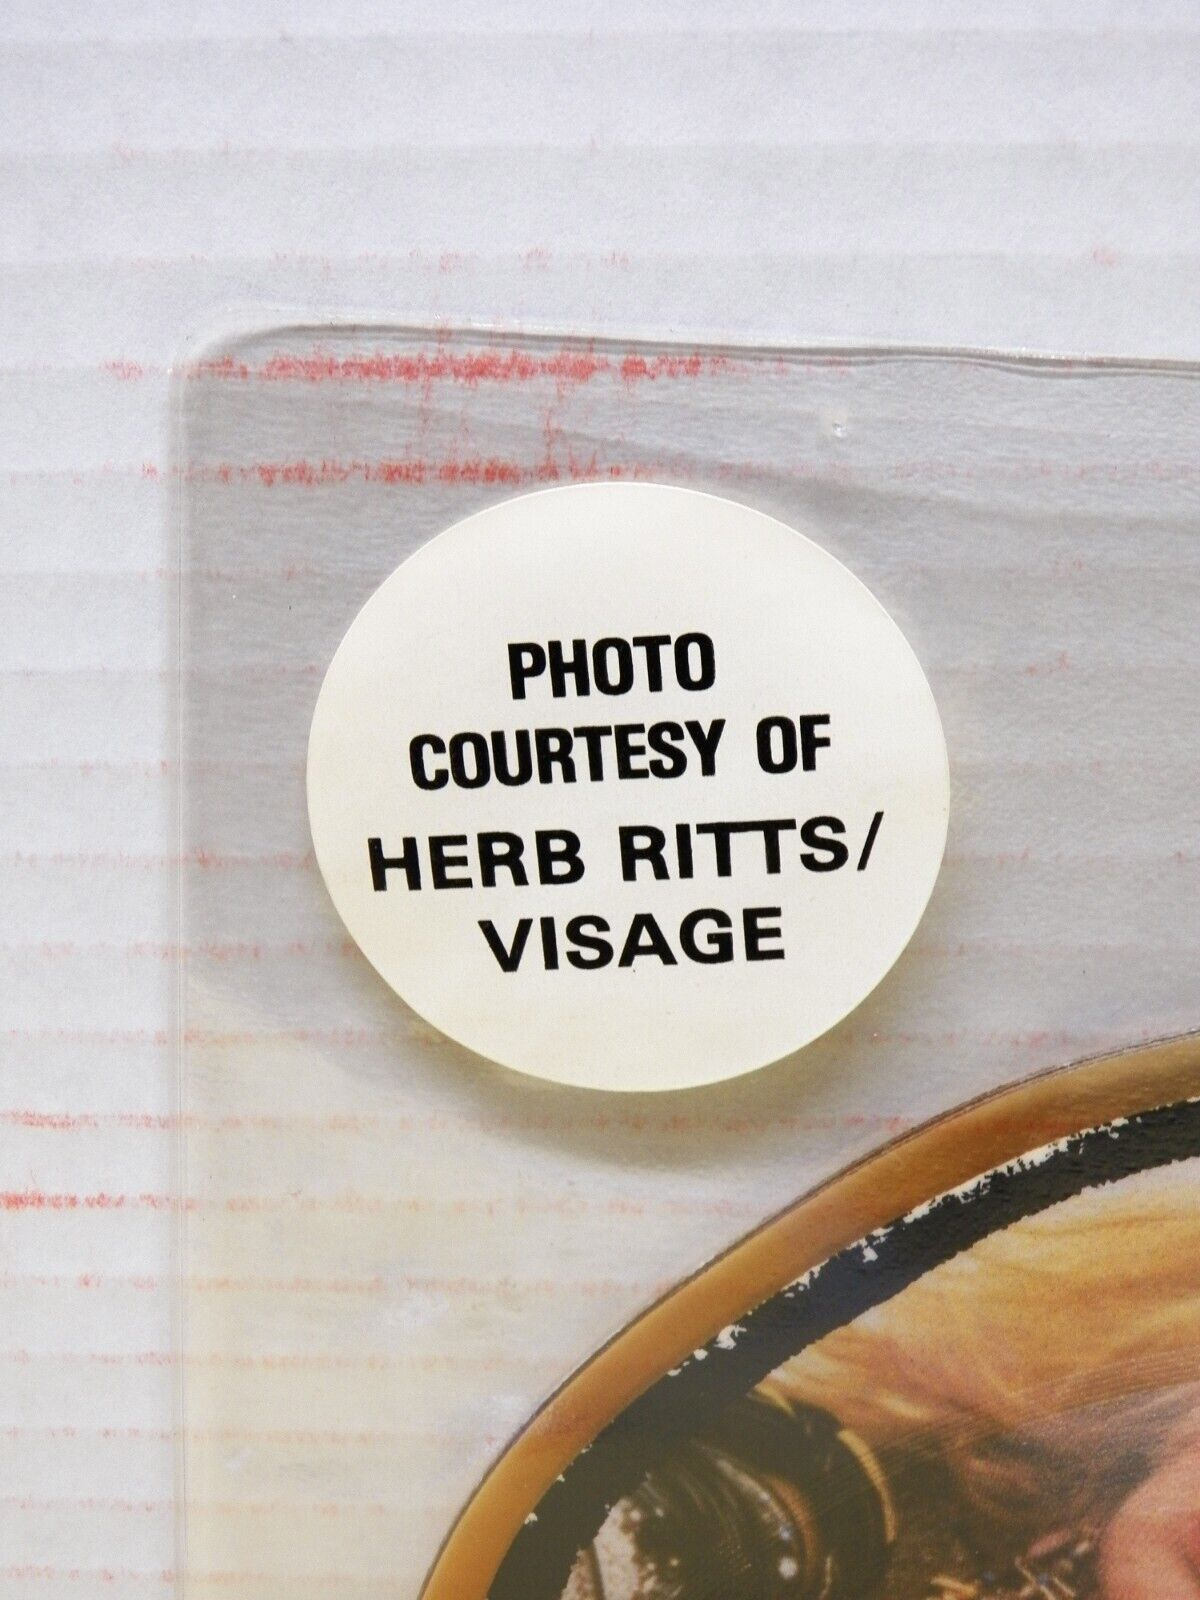 PHOTO
COURTESY OF
HERB RITTS/
VISAGE